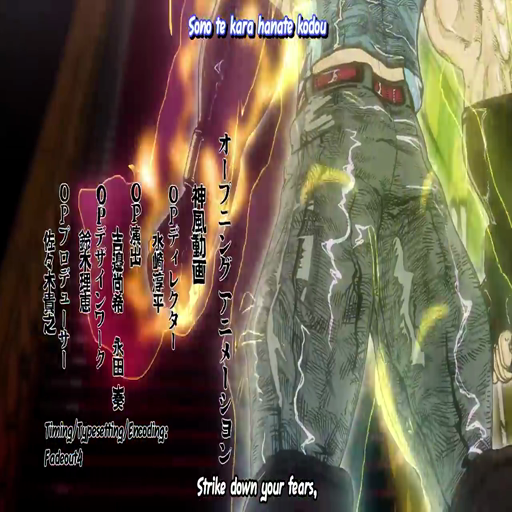 Sono te kara hanate kodou
オープニングアニメーション
神風動画
OPディレクター
水﨑淳平
OP演出
吉邉尚希　永田 奏
OPデザインワーク
鈴木理恵
OPプロデューサー
佐々木貴之
Timing/Typesetting/Encoding:
Fadeout4
Strike down your fears,